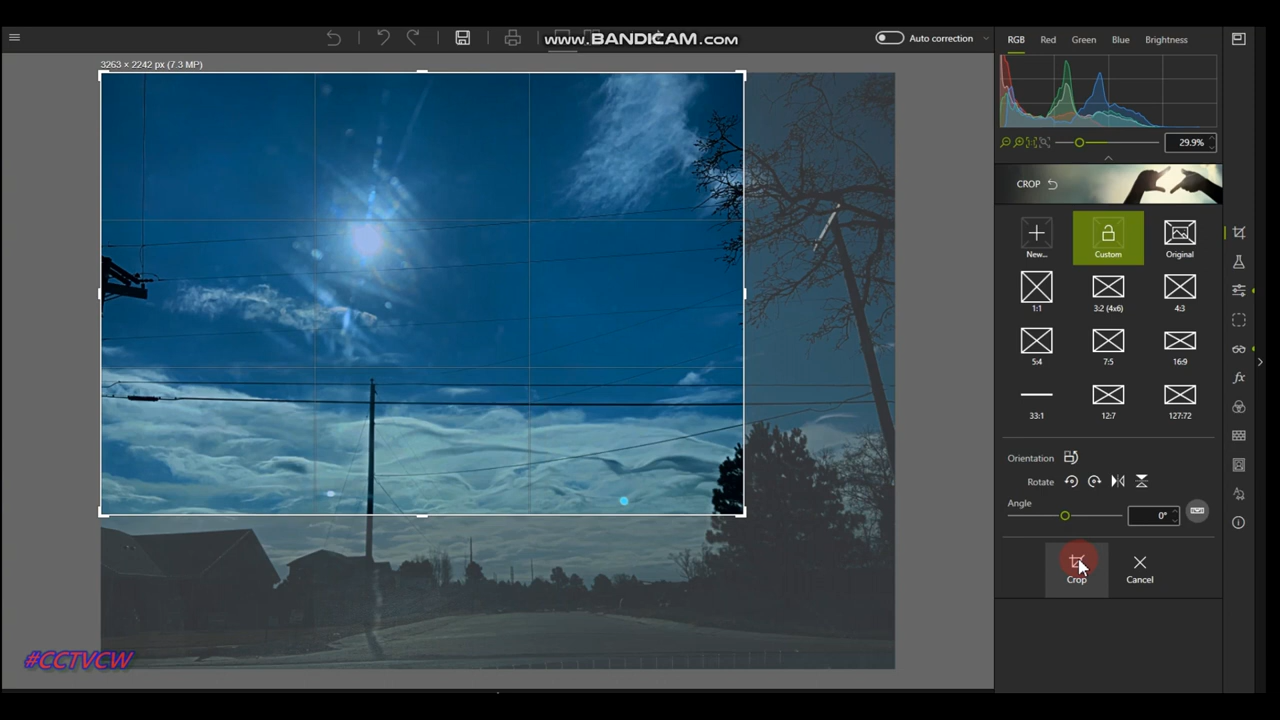 www.BANDICAM.com
Auto correction
RGB Red Green Blue Brightness
3263 × 2242 px (7.3 MP)
29.9%
CROP
New... Custom Original
1:1 3:2 (4x6) 4:3
5:4 7:5 16:9
33:1 12:7 127:72
Orientation
Rotate
Angle
0°
Crop Cancel
fx
#CCTVCW